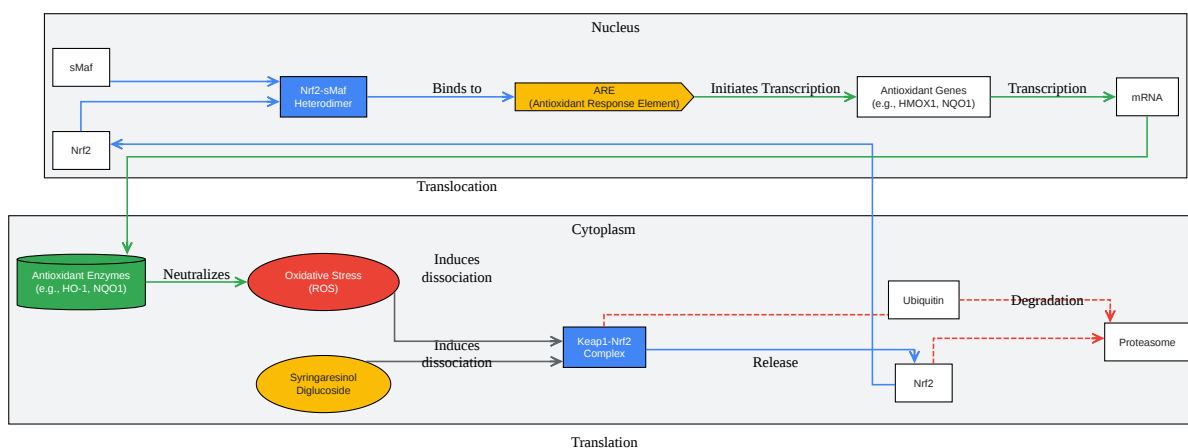 Nucleus
sMaf
Nrf2-sMaf
Heterodimer
Binds to
ARE
(Antioxidant Response Element)
Initiates Transcription
Antioxidant Genes
(e.g., HMOX1, NQO1)
Transcription
mRNA
Nrf2
Translocation
Cytoplasm
Antioxidant Enzymes
(e.g., HO-1, NQO1)
Neutralizes
Oxidative Stress
(ROS)
Induces
dissociation
Ubiquitin
Degradation
Keap1-Nrf2
Complex
Proteasome
Induces
dissociation
Release
Syringaresinol
Diglucoside
Nrf2
Translation